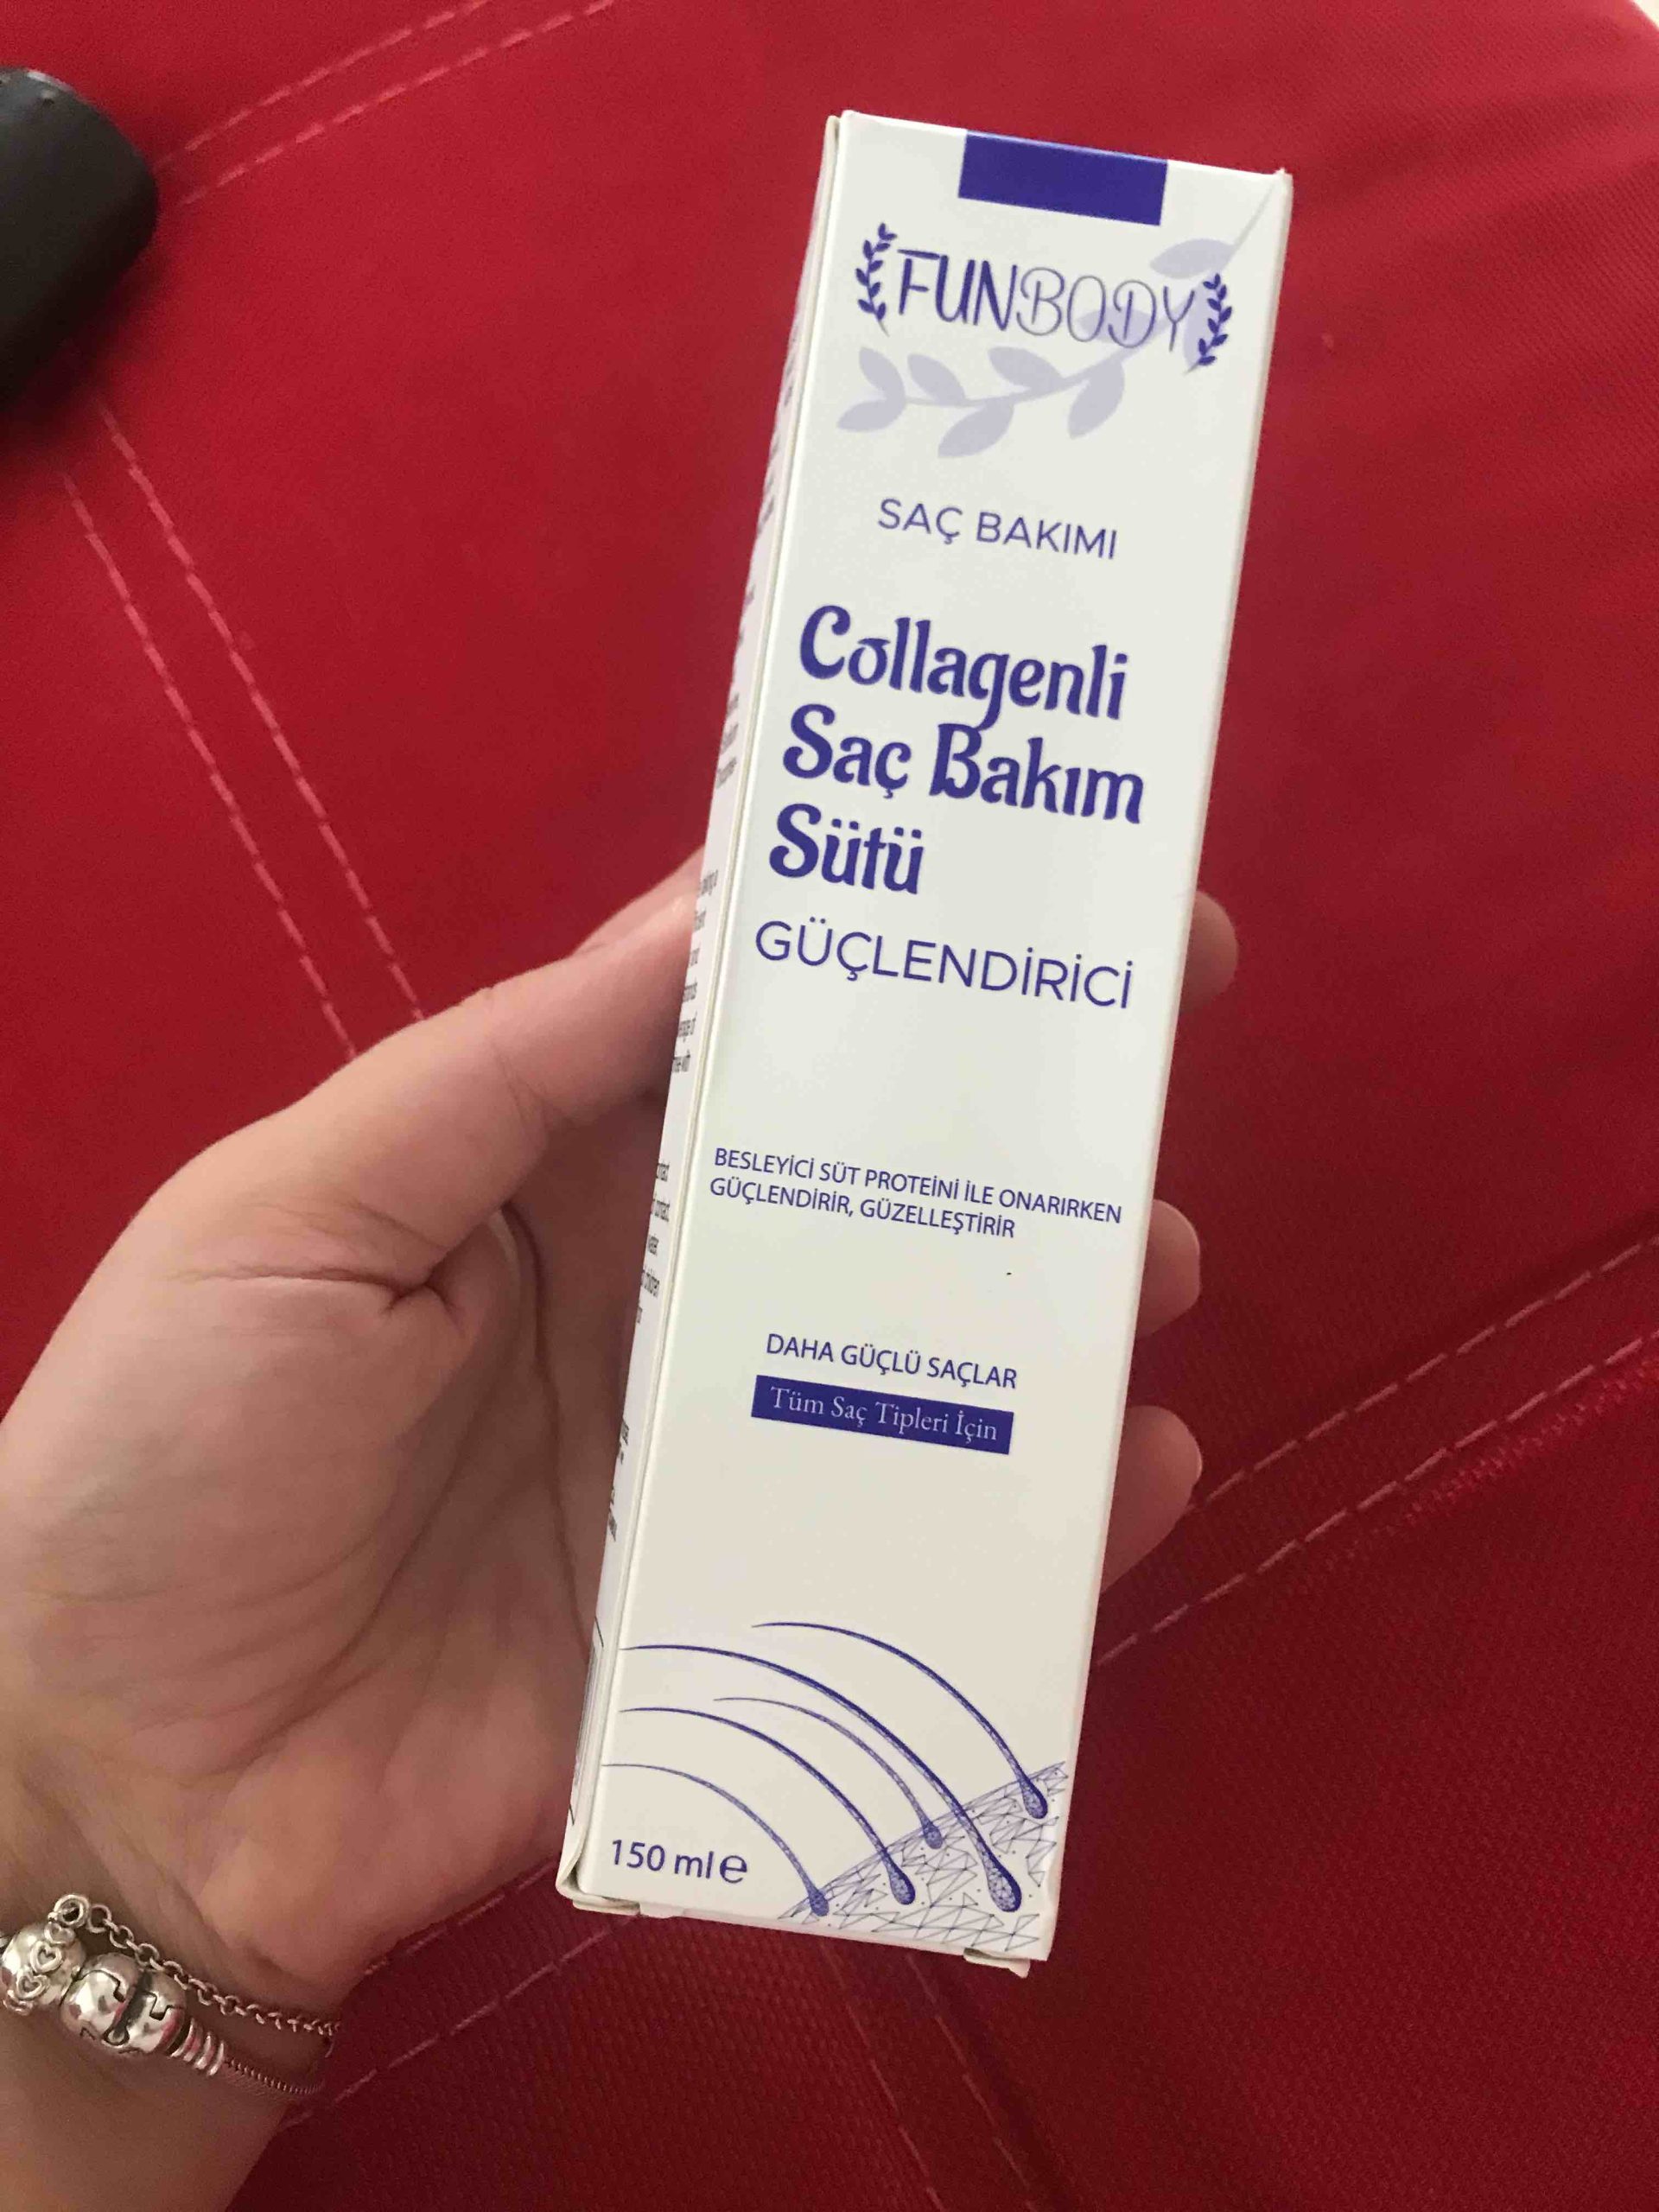 FUNBODY
SAÇ BAKIMI
Collagenli
Saç Bakım
Sütü
GÜÇLENDİRİCİ
BESLEYİCİ SÜT PROTEİNİ İLE ONARIRKEN
GÜÇLENDİRİR, GÜZELLEŞTİRİR
DAHA GÜÇLÜ SAÇLAR
Tüm Saç Tipleri İçin
150 ml e